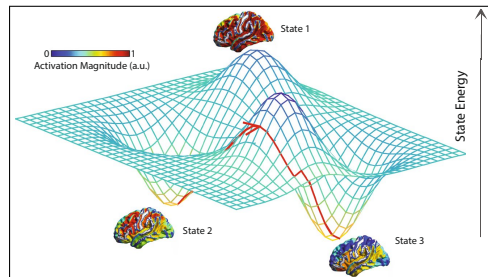 State 1
0 1
Activation Magnitude (a.u.)
State Energy
State 2
State 3